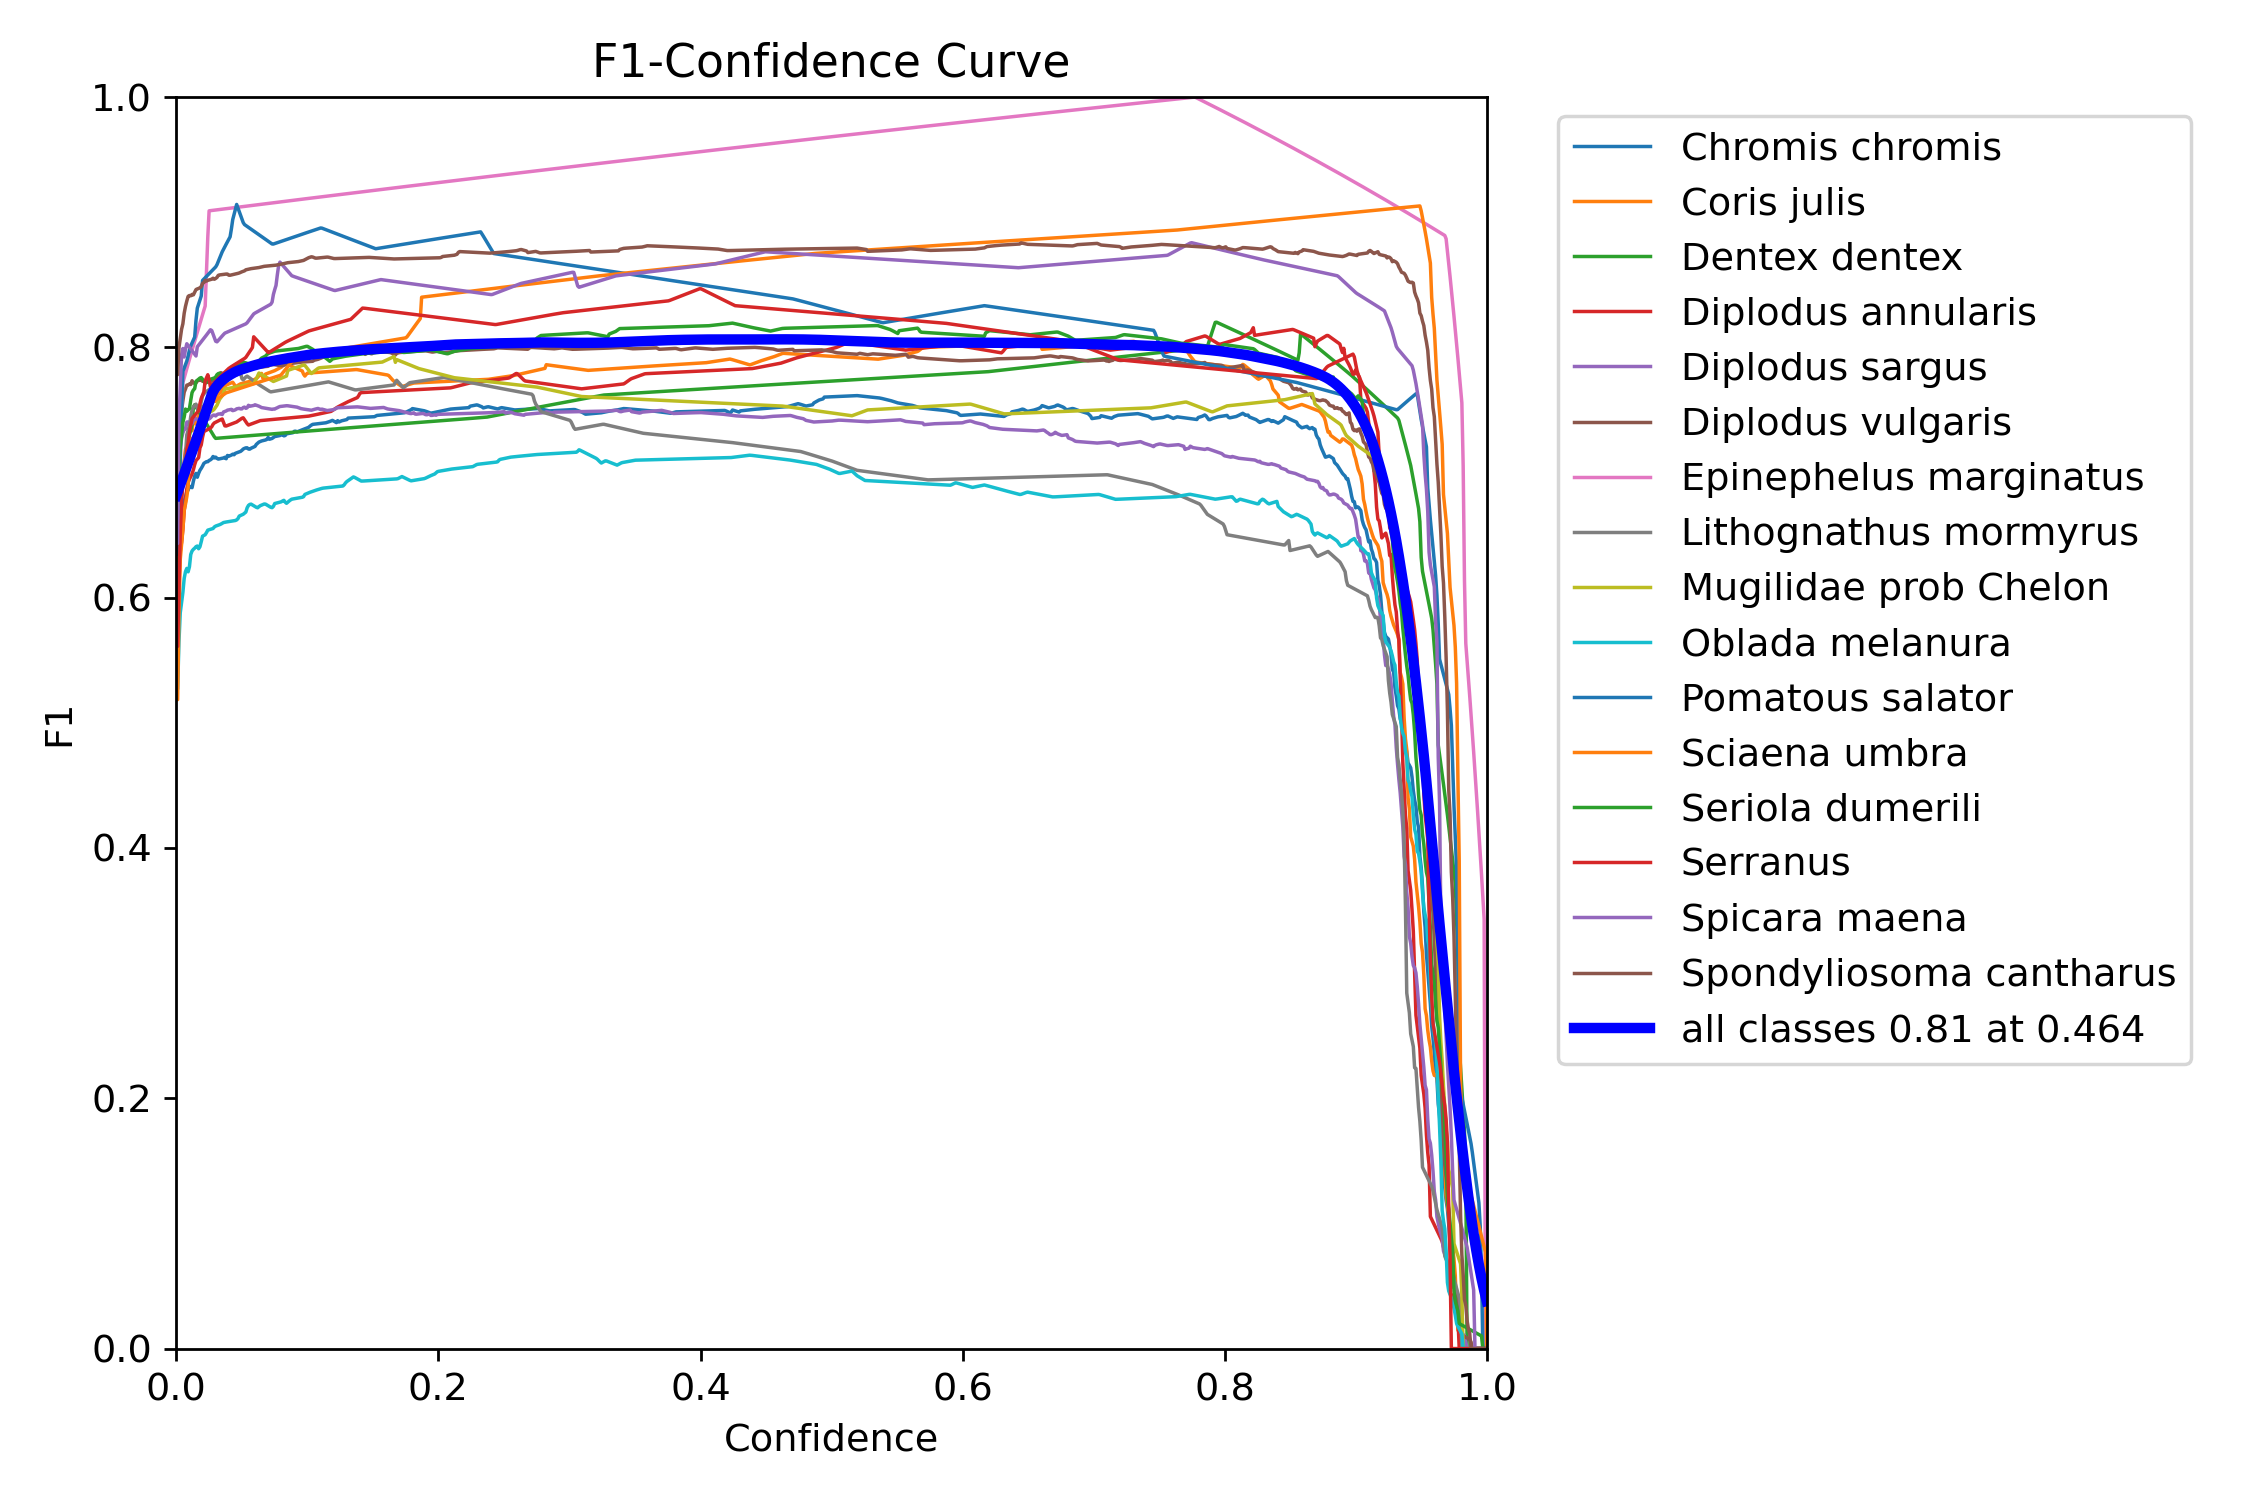 F1-Confidence Curve
1.0
0.8
0.6
0.4
0.2
0.0
F1
0.0 0.2 0.4 0.6 0.8 1.0
Confidence
Chromis chromis
Coris julis
Dentex dentex
Diplodus annularis
Diplodus sargus
Diplodus vulgaris
Epinephelus marginatus
Lithognathus mormyrus
Mugilidae prob Chelon
Oblada melanura
Pomatous salator
Sciaena umbra
Seriola dumerili
Serranus
Spicara maena
Spondyliosoma cantharus
all classes 0.81 at 0.464